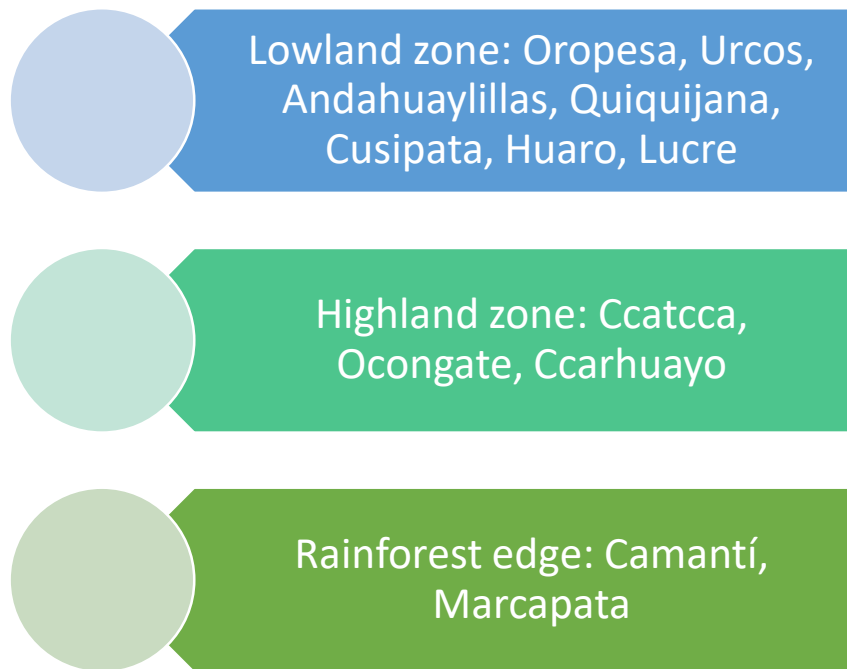 Lowland zone: Oropesa, Urcos,
Andahuaylillas, Quiquijana,
Cusipata, Huaro, Lucre
Highland zone: Ccatcca,
Ocongate, Ccarhuayo
Rainforest edge: Camantí,
Marcapata